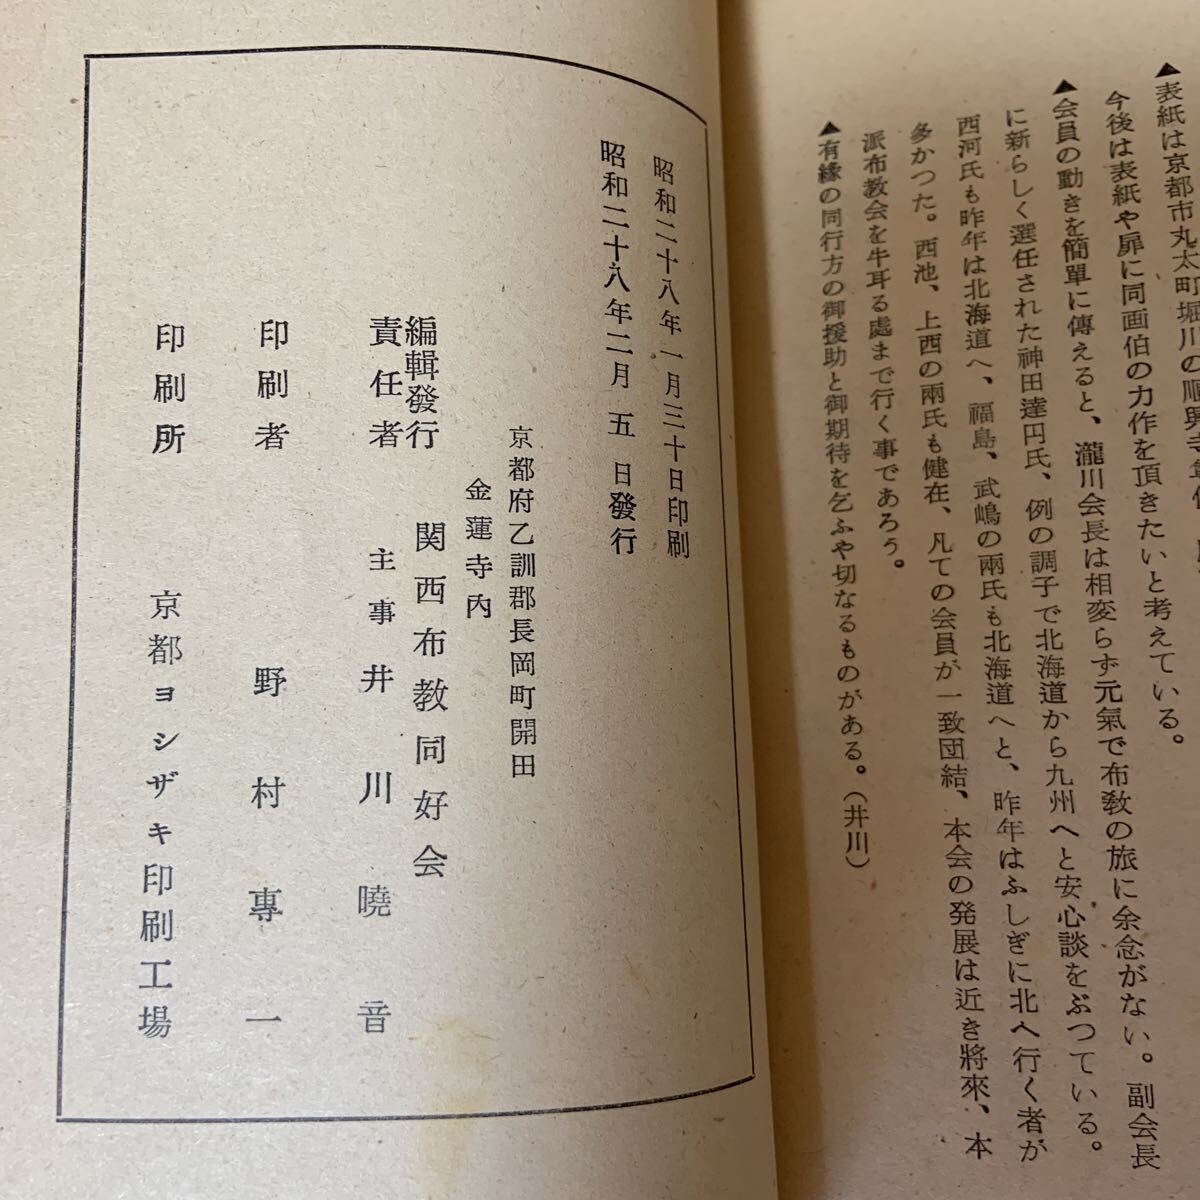 ▲表紙は京都市丸太町堀川の順興寺
今後は表紙や扉に同画伯の力作を頂きたいと考えている。
▲会員の動きを簡單に傳えると、瀧川会長は相変らず元氣で布教の旅に余念がない。副会長
に新らしく選任された神田達円氏、例の調子で北海道から九州へと安心談をぶつている。
西河氏も昨年は北海道へ、福島、武嶋の兩氏も北海道へと、昨年はふしぎに北へ行く者が
多かつた。西池、上西の兩氏も健在、凡ての会員が一致団結、本会の発展は近き將來、本
派布教会を牛耳る處まで行く事であろう。
▲有緣の同行方の御援助と御期待を乞ふや切なるものがある。（井川）
昭和二十八年一月三十日印刷
昭和二十八年二月五日發行
京都府乙訓郡長岡町開田
金蓮寺内
編輯發行
責任者
関西布教同好会
主事井川曉音
印刷者 野村專一
印刷所 京都ヨシザキ印刷工場